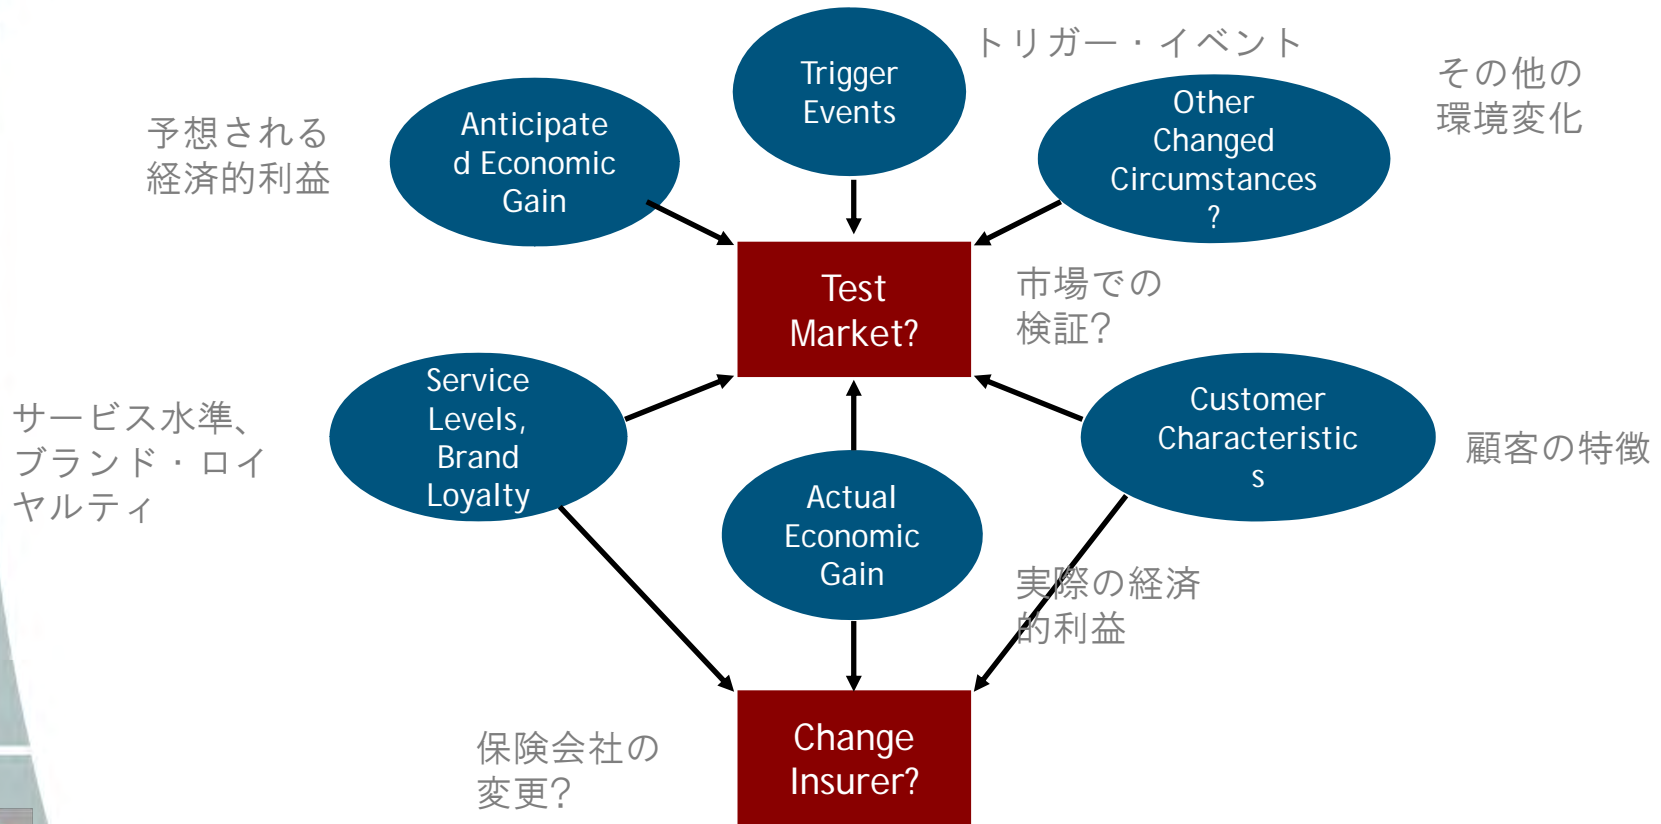 トリガー・イベント
Trigger
Events
その他の
環境変化
Other
Changed
Circumstances
?
予想される
経済的利益
Anticipate
d Economic
Gain
Test
Market?
市場での
検証?
サービス水準、
ブランド・ロイ
ヤルティ
Service
Levels,
Brand
Loyalty
Customer
Characteristic
s
顧客の特徴
Actual
Economic
Gain
実際の経済
的利益
保険会社の
変更?
Change
Insurer?